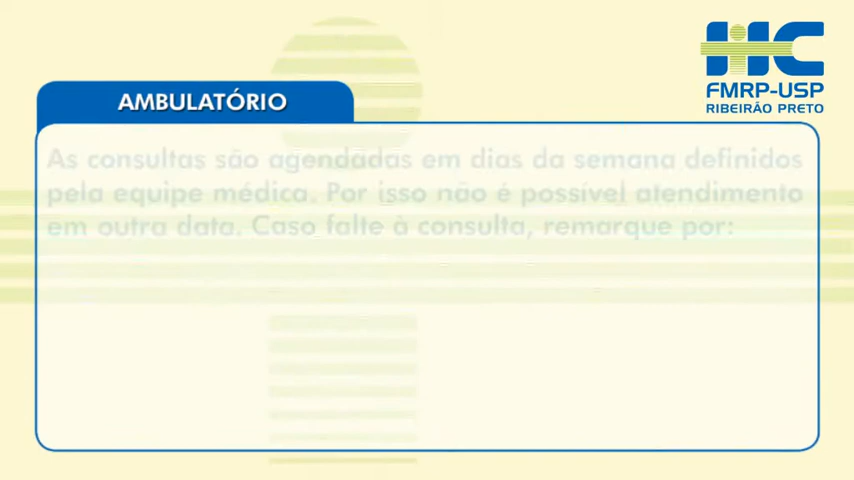 HC
FMRP-USP
RIBEIRÃO PRETO
AMBULATÓRIO
As consultas são agendadas em dias da semana definidos
pela equipe médica. Por isso não é possível atendimento
em outra data. Caso falte à consulta, remarque por: